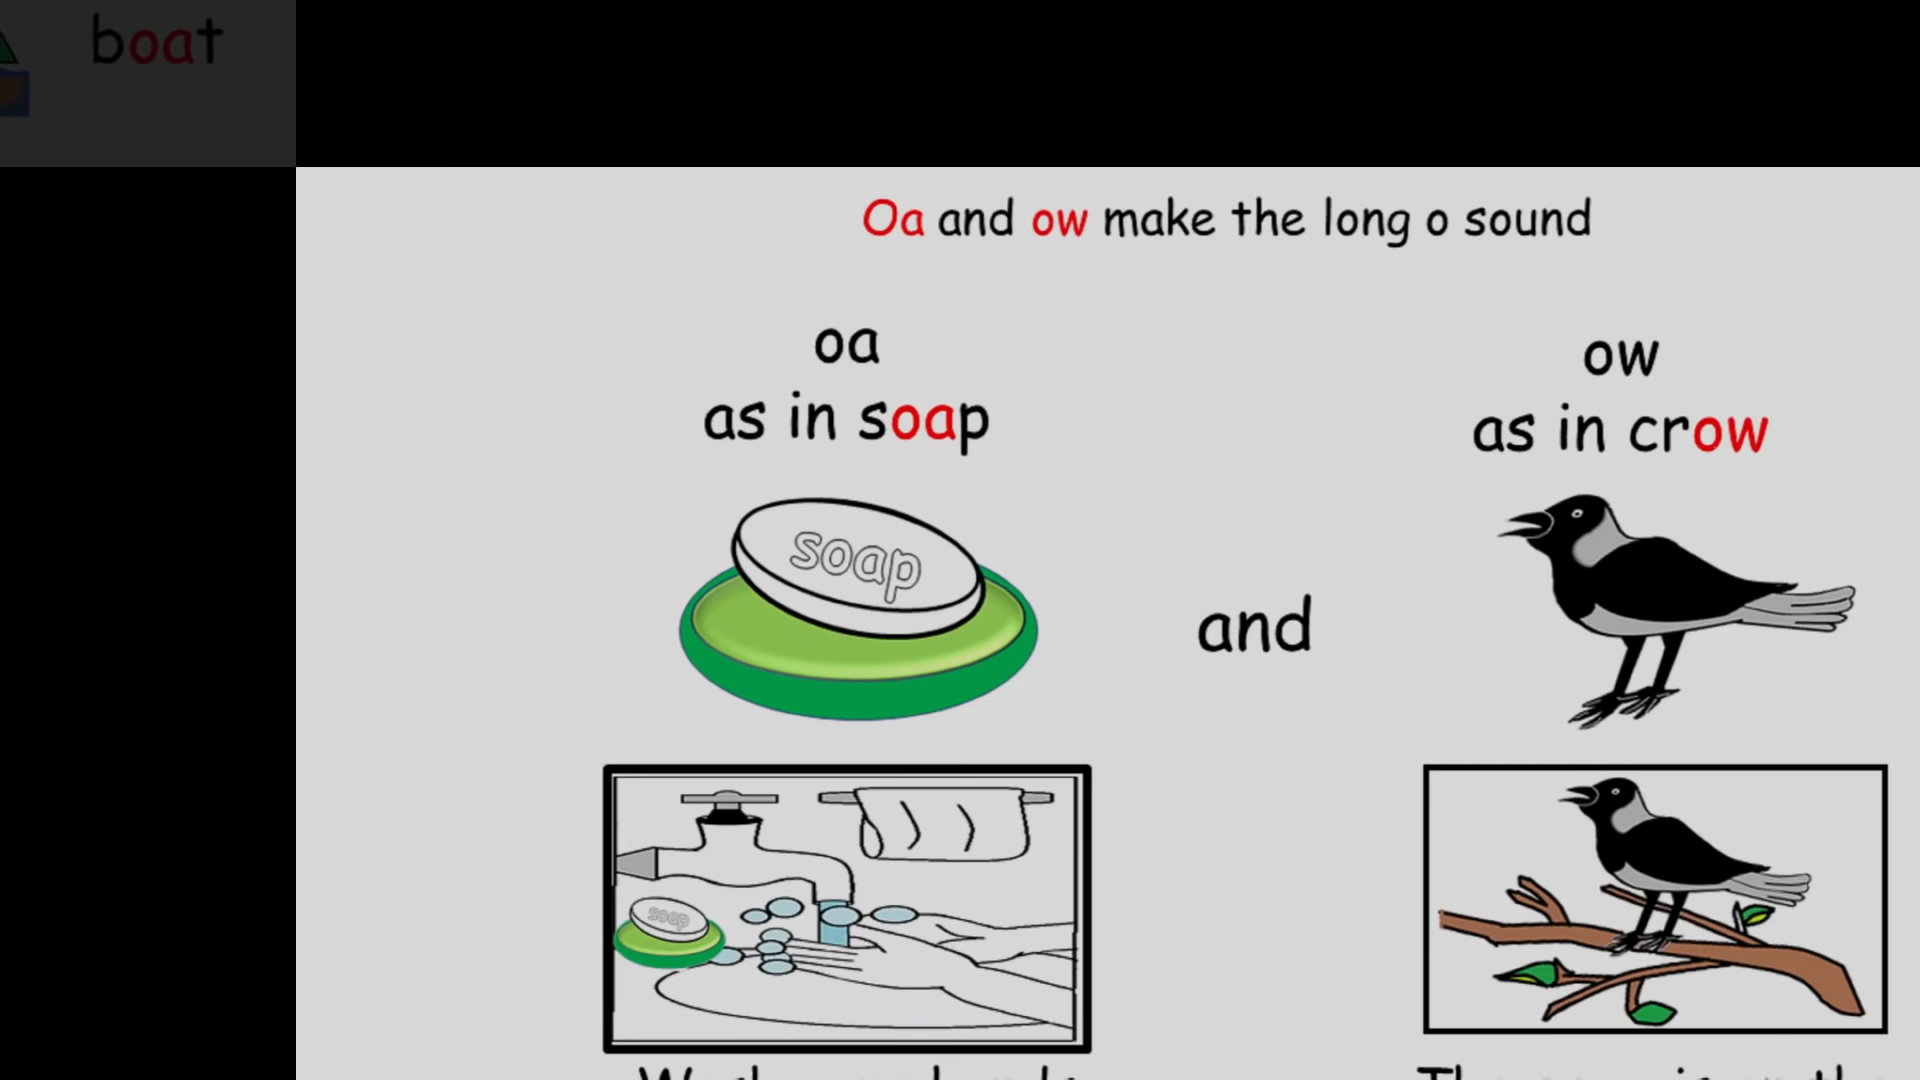 boat
Oa and ow make the long o sound
oa
as in soap
ow
as in crow
soap
and
soap